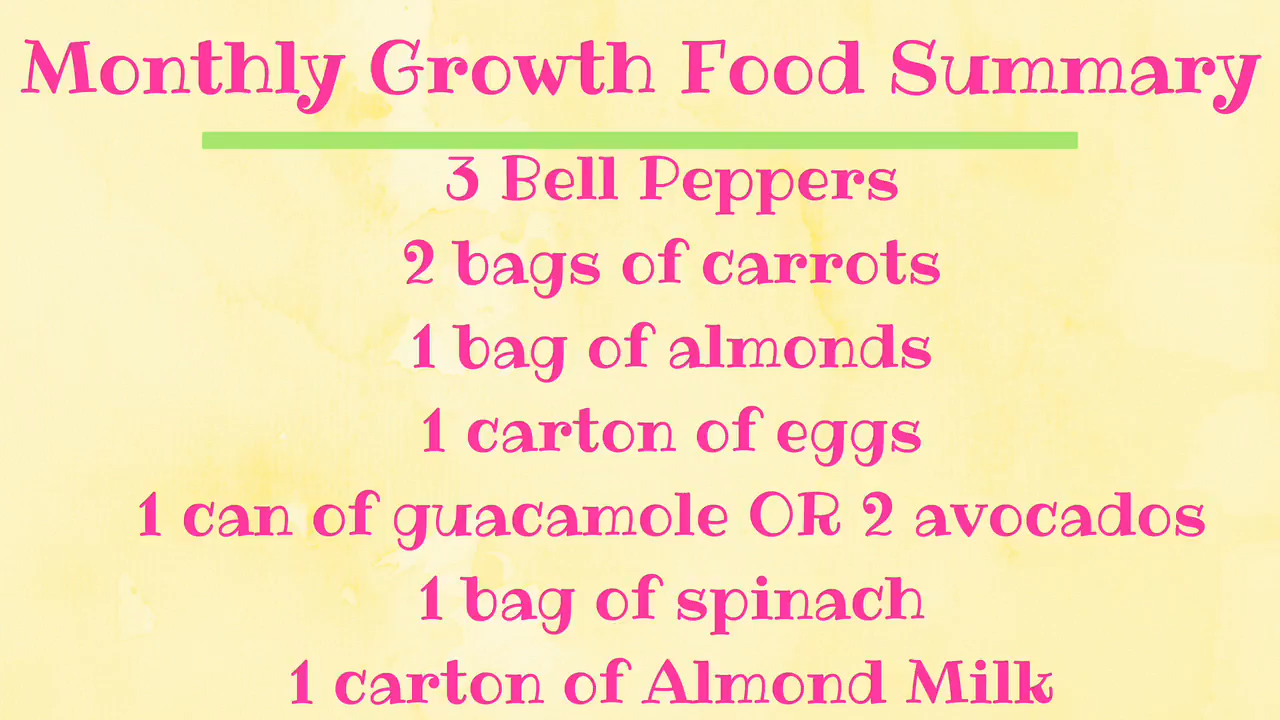 Monthly Growth Food Summary
3 Bell Peppers
2 bags of carrots
1 bag of almonds
1 carton of eggs
1 can of guacamole OR 2 avocados
1 bag of spinach
1 carton of Almond Milk